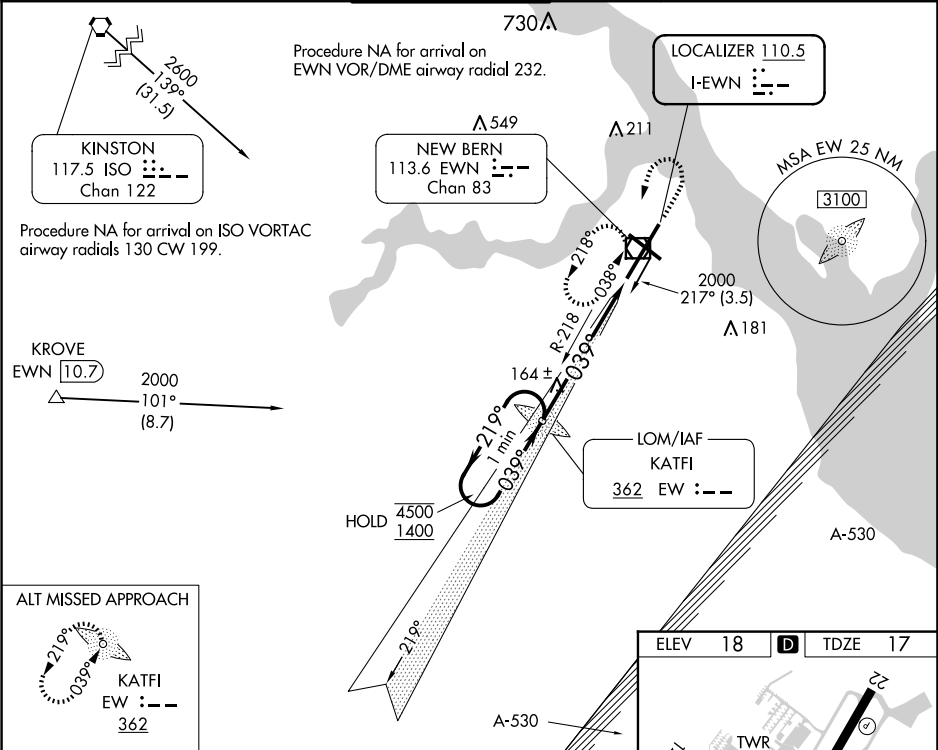 730
Procedure NA for arrival on
EWN VOR/DME airway radial 232.
LOCALIZER 110.5
I-EWN
2600
139°
(31.5)
KINSTON
117.5 ISO
Chan 122
549
211
NEW BERN
113.6 EWN
Chan 83
MSA EW 25 NM
3100
Procedure NA for arrival on ISO VORTAC
airway radials 130 CW 199.
218°
038°
2000
217° (3.5)
181
R-218
039°
KROVE
EWN 10.7
2000
101°
(8.7)
164 ±
219°
1 min
039°
LOM/IAF
KATFI
362 EW
HOLD 4500
1400
A-530
219°
ALT MISSED APPROACH
219°
039°
KATFI
EW
362
A-530
ELEV 18 D TDZE 17
22
P
TWR